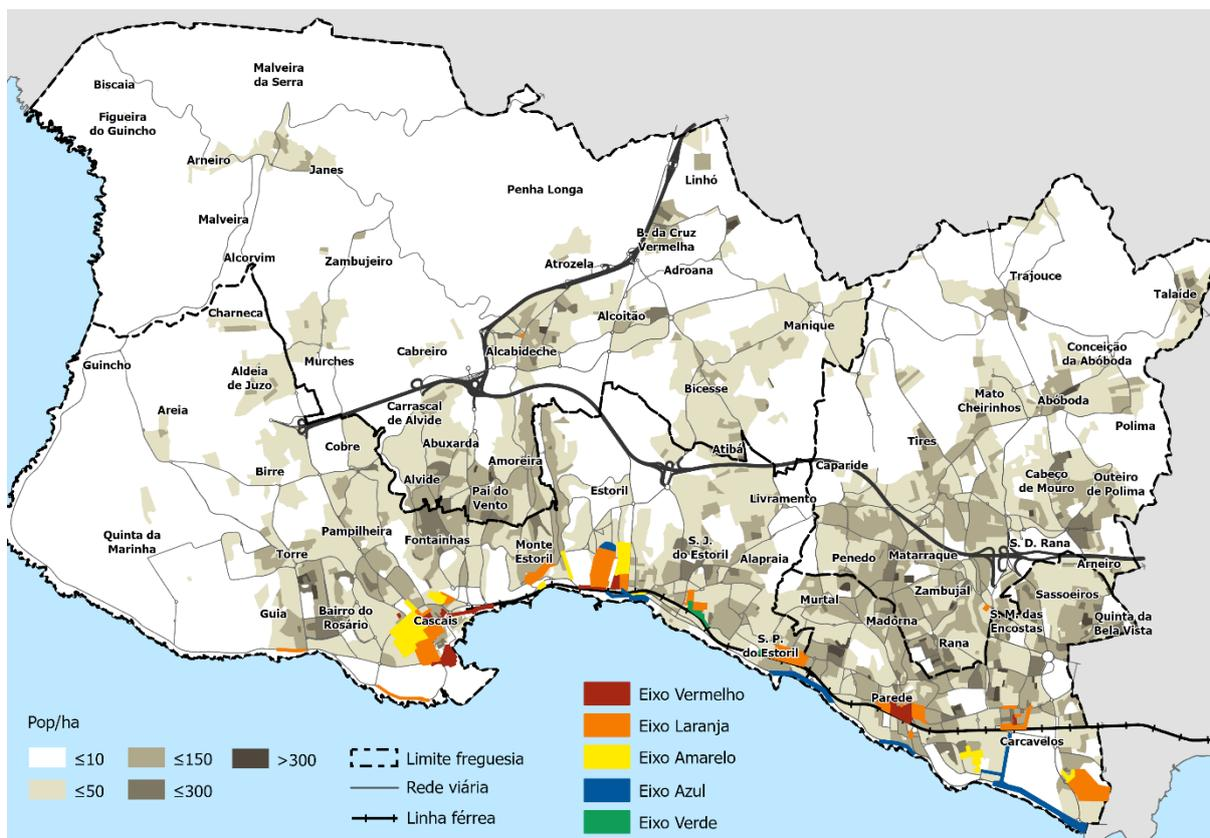 Malveira
da Serra
Biscaia
Figueira
do Guincho
Arneiro
Janes
Linhó
Penha Longa
Malveira
B. da Cruz
Vermelha
Alcorvim
Zambujeiro
Atrozela
Adroana
Trajouce
Talaíde
Charneca
Alcoitão
Manique
Guincho
Murches
Cabreiro
Alcabideche
Conceição
da Abóboda
Aldeia
de Juzo
Bicesse
Mato
Cheirinhos
Abóboda
Areia
Carrascal
de Alvide
Polima
Cobre
Abuxarda
Atibá
Tires
Birre
Amoreira
Caparide
Alvide
Pai do
Vento
Estoril
Livramento
Cabeço
de Mouro
Outeiro
de Polima
Quinta da
Marinha
Pampilheira
Fontainhas
Monte
Estoril
S. J.
do Estoril
Alapraia
Penedo
Matarraque
S. D. Rana
Arneiro
Torre
Zambujal
Sassoeiros
Guia
Bairro do
Rosário
Cascais
Murtal
Madôrna
S. M. das
Encostas
Quinta da
Bela Vista
S. P.
do Estoril
Rana
Parede
Carcavelos
Pop/ha
≤10
≤150
>300
≤50
≤300
Limite freguesia
Rede viária
Linha férrea
Eixo Vermelho
Eixo Laranja
Eixo Amarelo
Eixo Azul
Eixo Verde